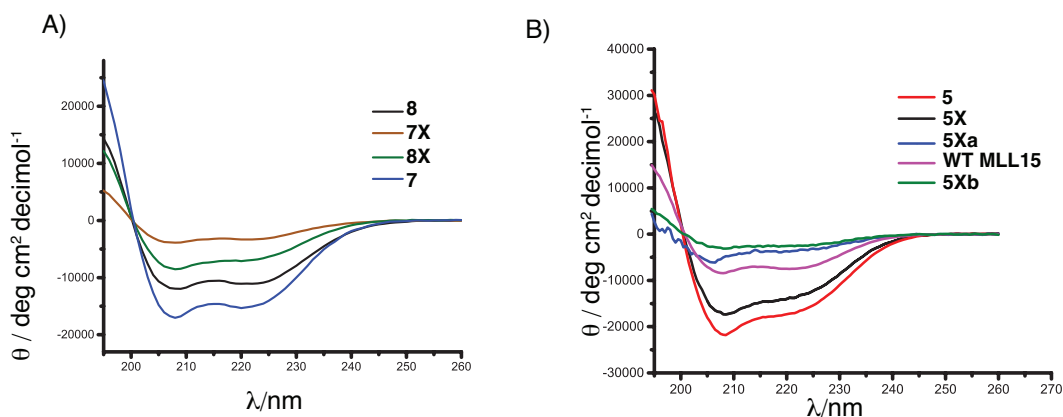 A)
20000
10000
0
-10000
-20000
200
210
220
230
240
250
260
θ / deg cm² decimol⁻¹
λ/nm
8
7X
8X
7
B)
40000
30000
20000
10000
0
-10000
-20000
-30000
200
210
220
230
240
250
260
270
θ / deg cm² decimol⁻¹
λ/nm
5
5X
5Xa
WT MLL15
5Xb